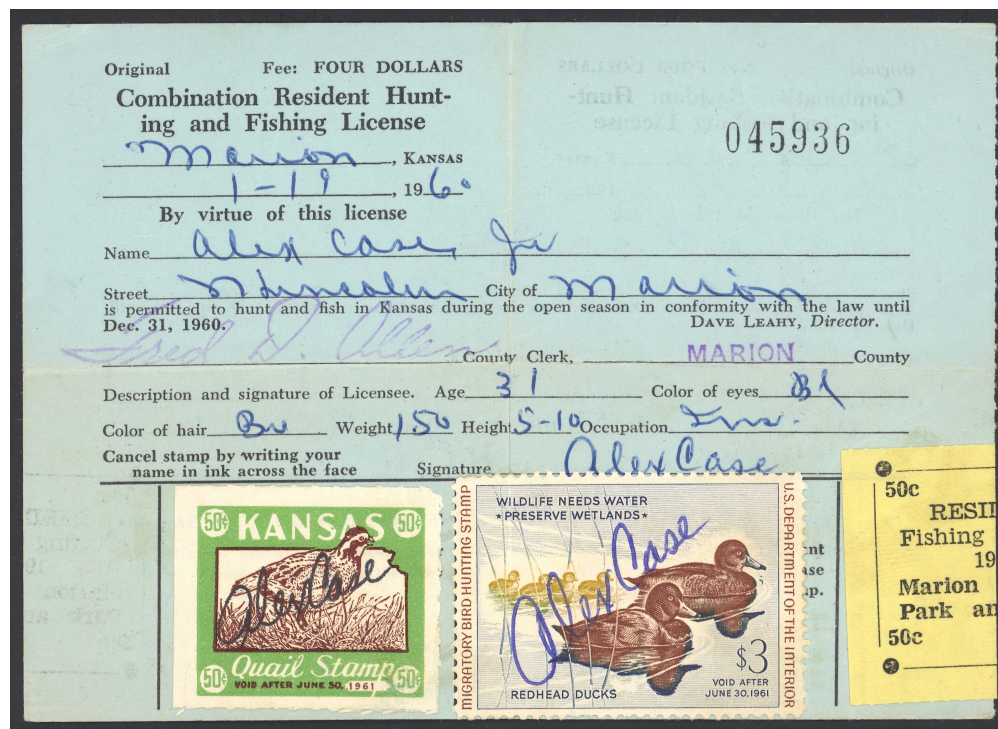 Original Fee: FOUR DOLLARS
Combination Resident Hunt-
ing and Fishing License
045936
Marion, KANSAS
1-19, 1960
By virtue of this license
Name Alex Case, Jr
Street N Lincoln City of Marion
is permitted to hunt and fish in Kansas during the open season in conformity with the law until
Dec. 31, 1960. DAVE LEAHY, Director.
Fred D. Allen County Clerk, MARION County
Description and signature of Licensee. Age 31 Color of eyes Bl
Color of hair Br Weight 150 Height 5-10 Occupation Ins.
Cancel stamp by writing your
name in ink across the face Signature Alex Case
50¢ KANSAS 50¢
Alex Case
50¢ Quail Stamp 50¢
VOID AFTER JUNE 30, 1961
MIGRATORY BIRD HUNTING STAMP
WILDLIFE NEEDS WATER
★PRESERVE WETLANDS★
Alex Case
$3
REDHEAD DUCKS
VOID AFTER
JUNE 30, 1961
U.S. DEPARTMENT OF THE INTERIOR
50c
RESI
Fishing
19
Marion
Park an
50c